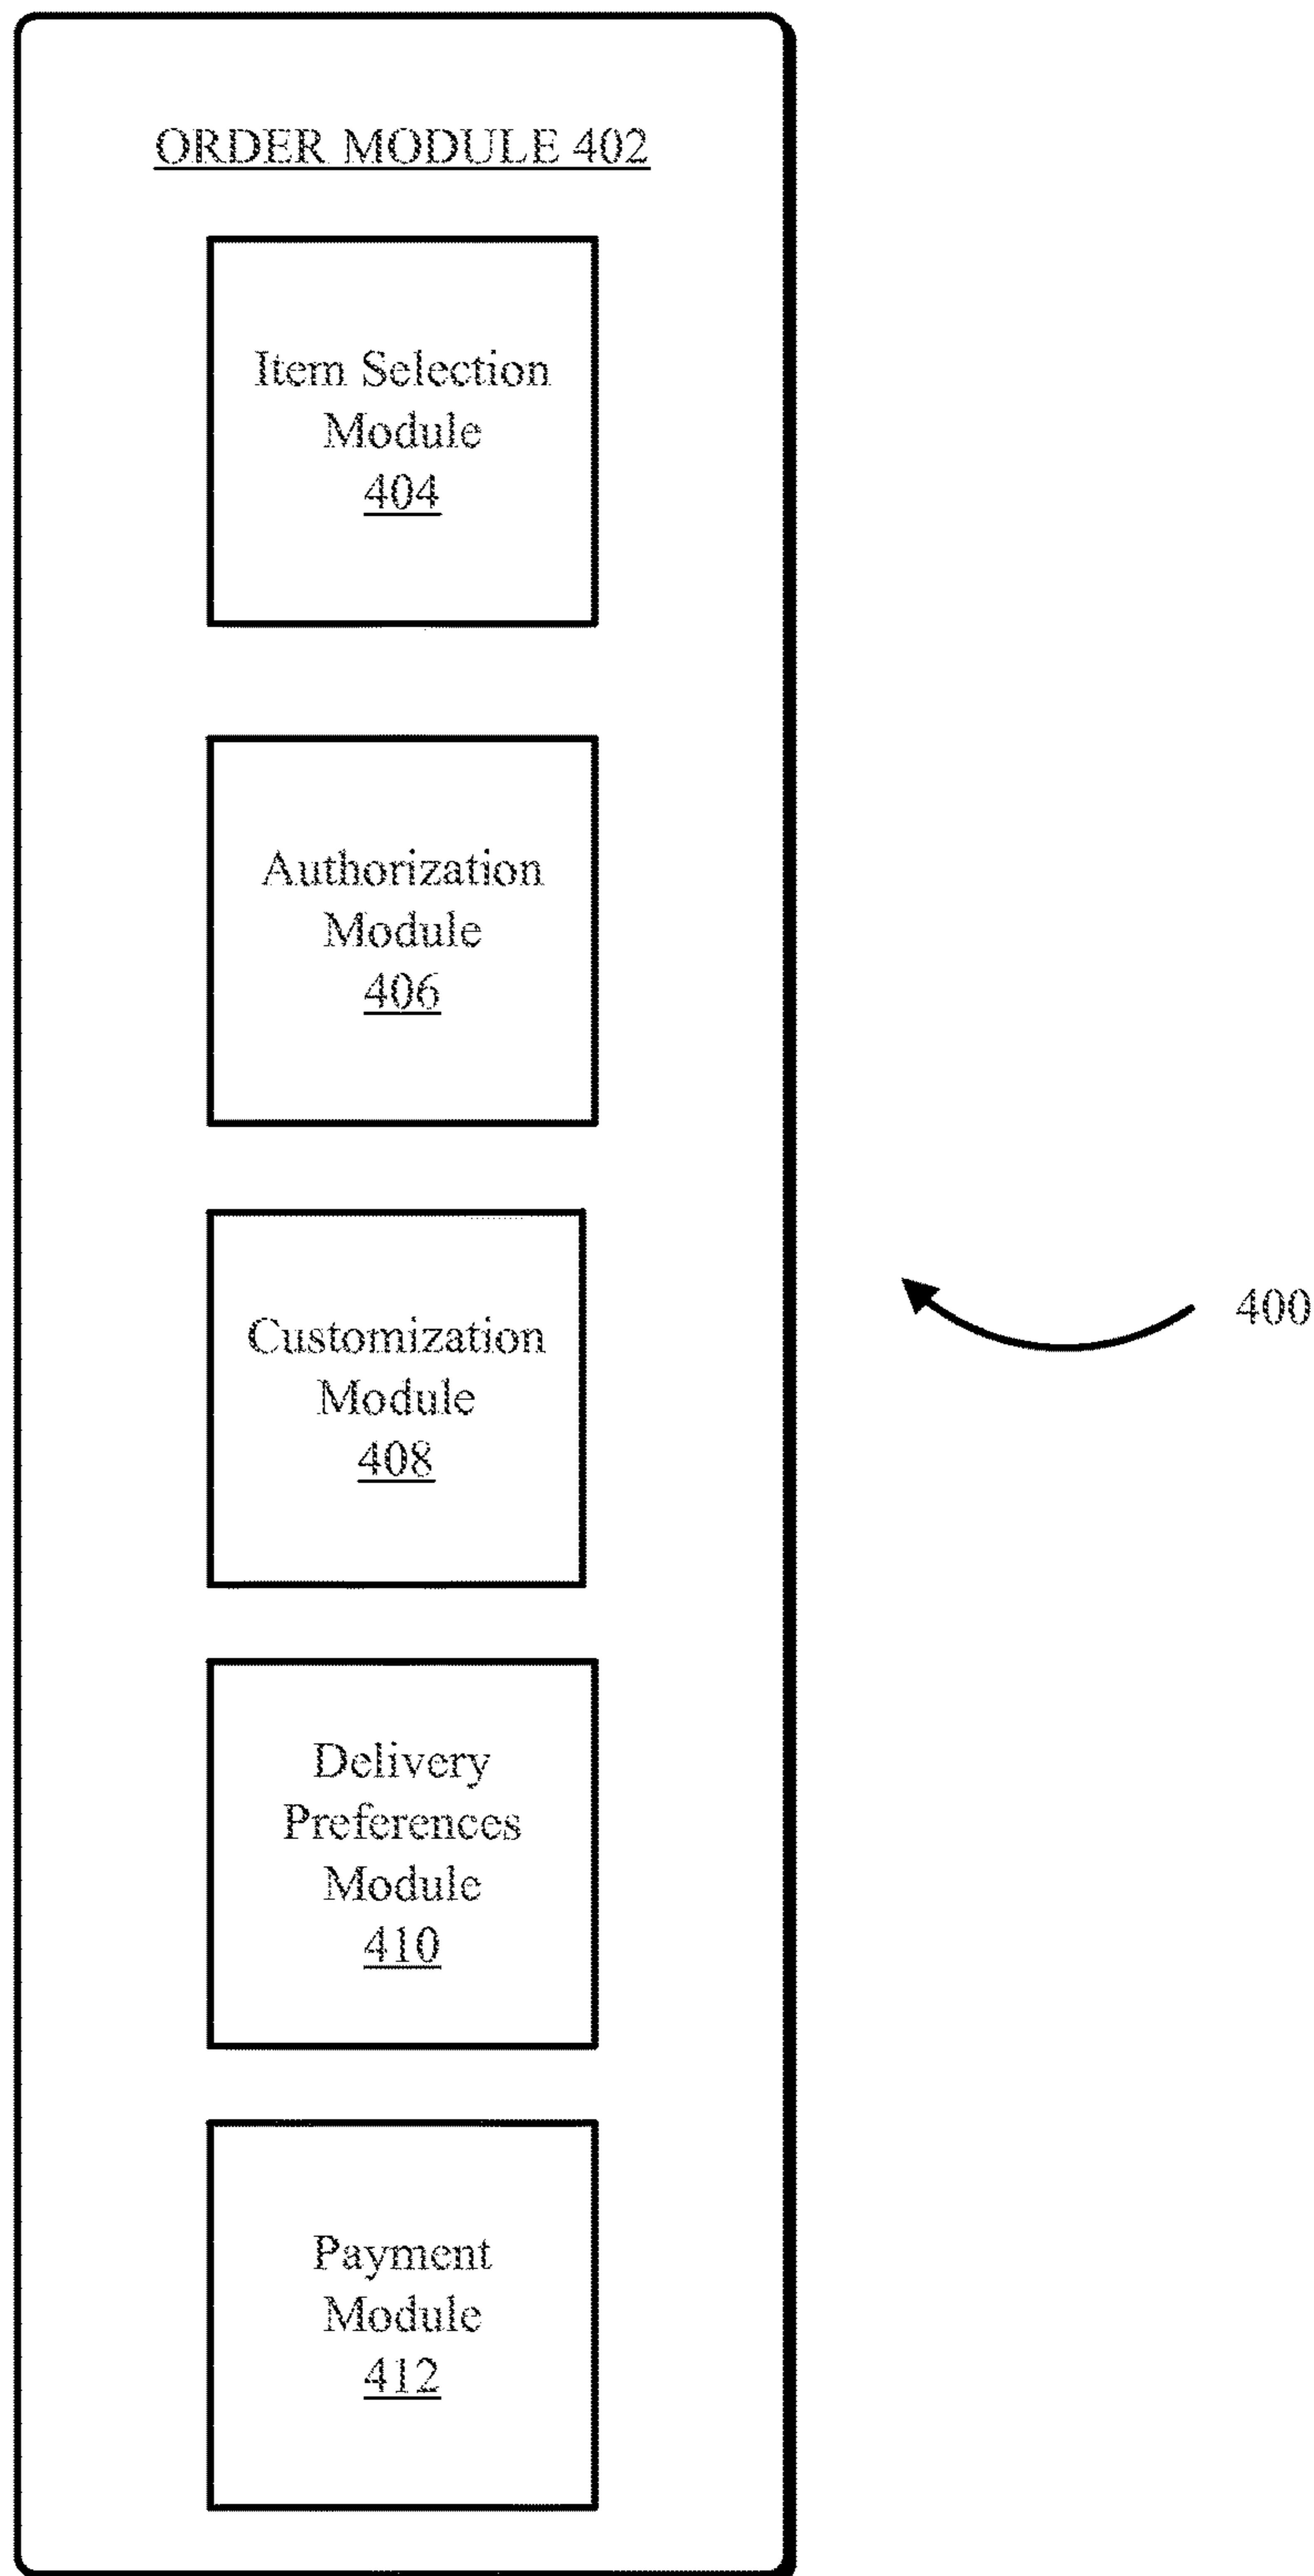 ORDER MODULE 402
Item Selection
Module
404
Authorization
Module
406
Customization
Module
408
400
Delivery
Preferences
Module
410
Payment
Module
412